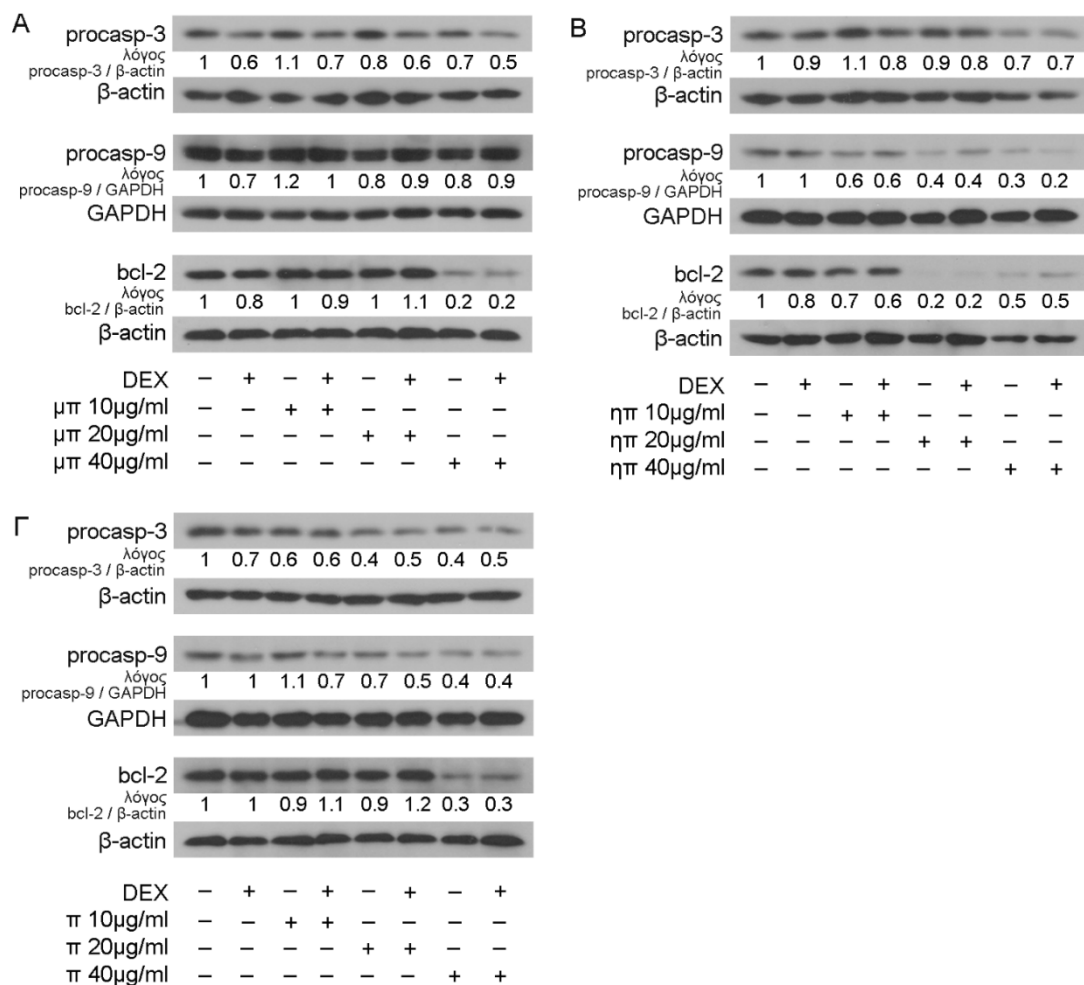 A
procasp-3
λόγος
procasp-3 / β-actin
1 0.6 1.1 0.7 0.8 0.6 0.7 0.5
β-actin
procasp-9
λόγος
procasp-9 / GAPDH
1 0.7 1.2 1 0.8 0.9 0.8 0.9
GAPDH
bcl-2
λόγος
bcl-2 / β-actin
1 0.8 1 0.9 1 1.1 0.2 0.2
β-actin
DEX – + – + – + – +
μπ 10μg/ml – – + + – – – –
μπ 20μg/ml – – – – + + – –
μπ 40μg/ml – – – – – – + +
B
procasp-3
λόγος
procasp-3 / β-actin
1 0.9 1.1 0.8 0.9 0.8 0.7 0.7
β-actin
procasp-9
λόγος
procasp-9 / GAPDH
1 1 0.6 0.6 0.4 0.4 0.3 0.2
GAPDH
bcl-2
λόγος
bcl-2 / β-actin
1 0.8 0.7 0.6 0.2 0.2 0.5 0.5
β-actin
DEX – + – + – + – +
ηπ 10μg/ml – – + + – – – –
ηπ 20μg/ml – – – – + + – –
ηπ 40μg/ml – – – – – – + +
Γ
procasp-3
λόγος
procasp-3 / β-actin
1 0.7 0.6 0.6 0.4 0.5 0.4 0.5
β-actin
procasp-9
λόγος
procasp-9 / GAPDH
1 1 1.1 0.7 0.7 0.5 0.4 0.4
GAPDH
bcl-2
λόγος
bcl-2 / β-actin
1 1 0.9 1.1 0.9 1.2 0.3 0.3
β-actin
DEX – + – + – + – +
π 10μg/ml – – + + – – – –
π 20μg/ml – – – – + + – –
π 40μg/ml – – – – – – + +